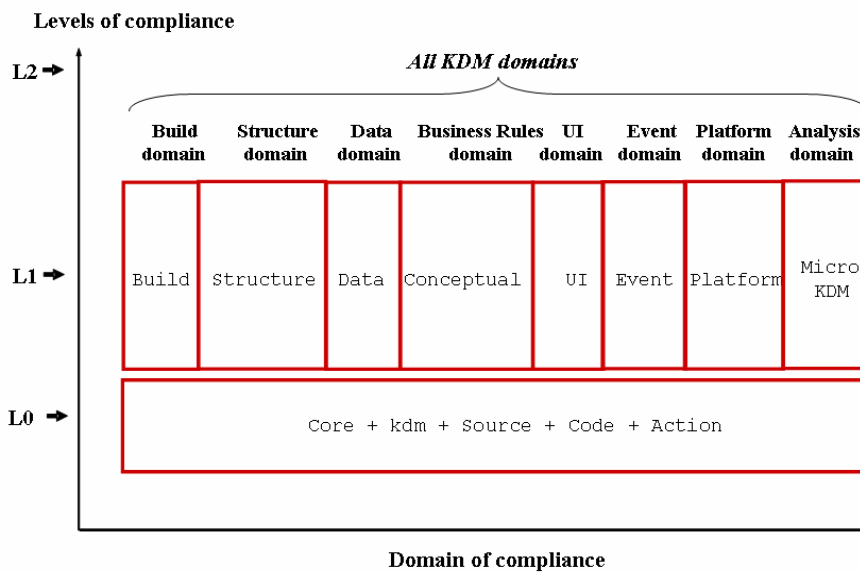 Levels of compliance
L2
All KDM domains
Build Structure Data Business Rules UI Event Platform Analysis
domain domain domain domain domain domain domain domain
L1
Build Structure Data Conceptual UI Event Platform Micro
KDM
L0
Core + kdm + Source + Code + Action
Domain of compliance